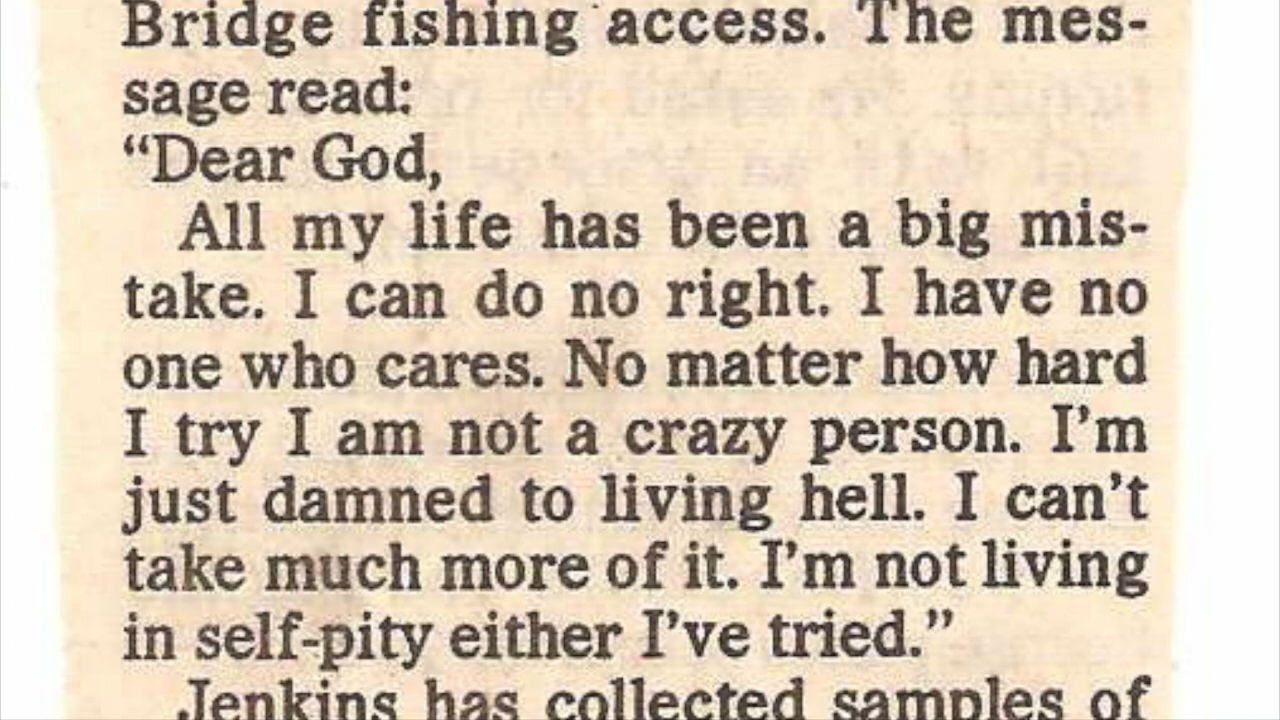 Bridge fishing access. The mes-
sage read:
“Dear God,
All my life has been a big mis-
take. I can do no right. I have no
one who cares. No matter how hard
I try I am not a crazy person. I’m
just damned to living hell. I can’t
take much more of it. I’m not living
in self-pity either I’ve tried.”
Jenkins has collected samples of